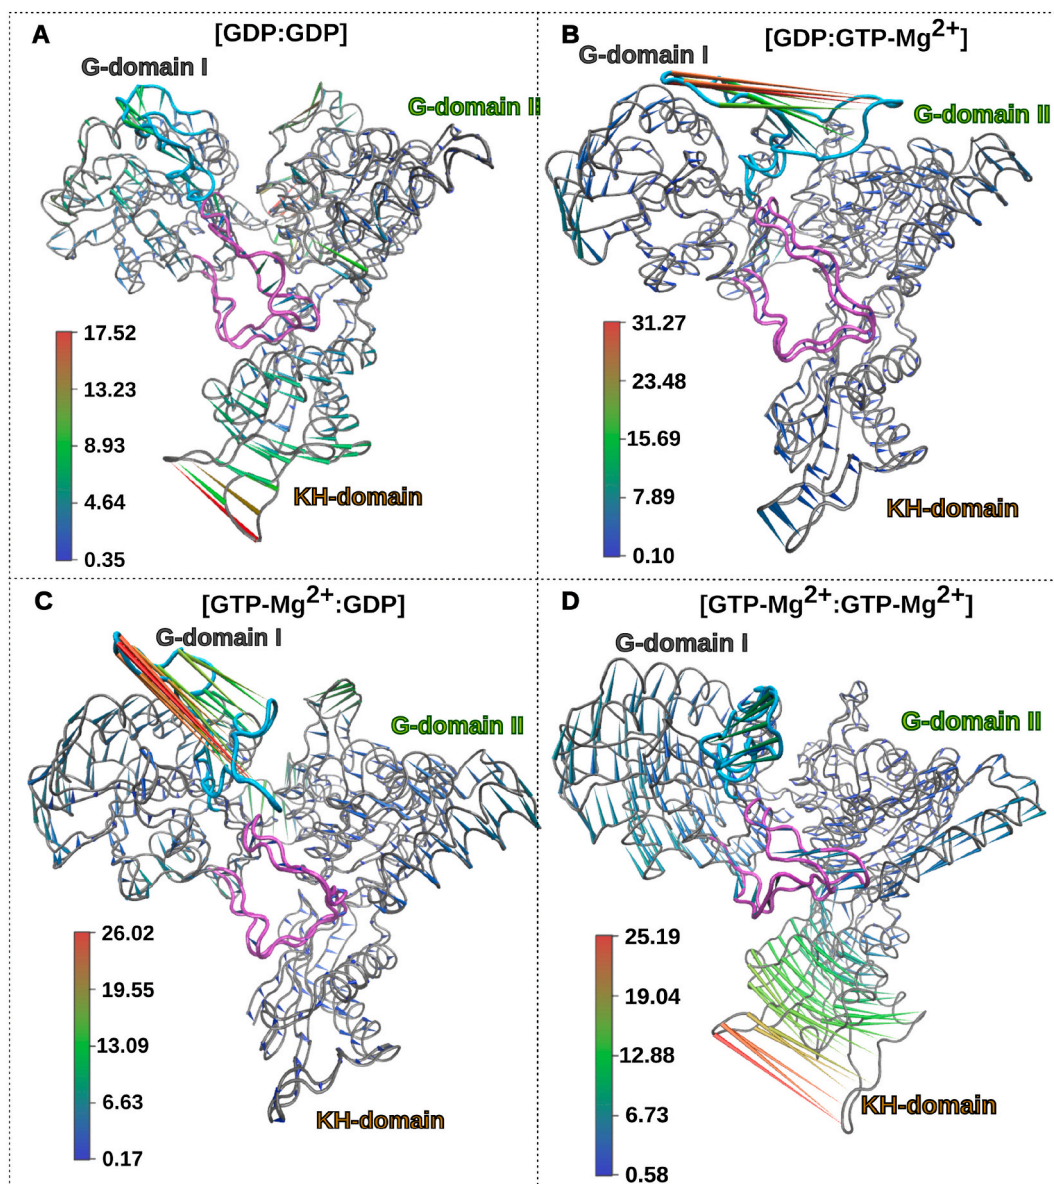 A
[GDP:GDP]
G-domain I
G-domain II
17.52
13.23
8.93
4.64
0.35
KH-domain
B
[GDP:GTP-Mg2+]
G-domain I
G-domain II
31.27
23.48
15.69
7.89
0.10
KH-domain
C
[GTP-Mg2+:GDP]
G-domain I
G-domain II
26.02
19.55
13.09
6.63
0.17
KH-domain
D
[GTP-Mg2+:GTP-Mg2+]
G-domain I
G-domain II
25.19
19.04
12.88
6.73
0.58
KH-domain